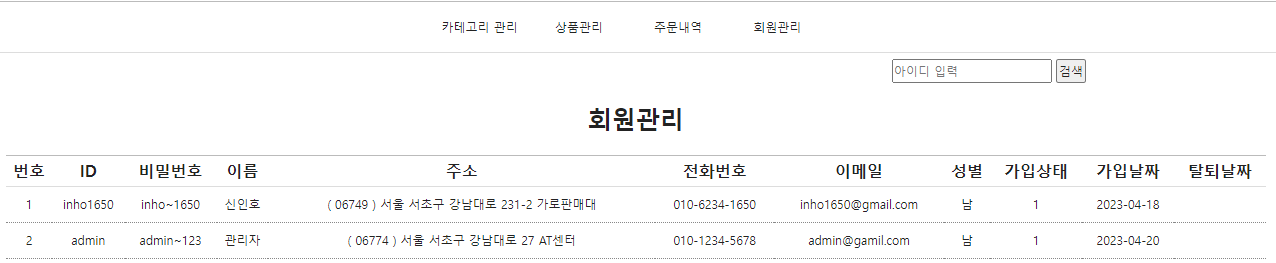 카테고리 관리 상품관리 주문내역 회원관리
아이디 입력 검색
회원관리
번호 ID 비밀번호 이름 주소 전화번호 이메일 성별 가입상태 가입날짜 탈퇴날짜
1 inho1650 inho~1650 신인호 ( 06749 ) 서울 서초구 강남대로 231-2 가로판매대 010-6234-1650 inho1650@gmail.com 남 1 2023-04-18
2 admin admin~123 관리자 ( 06774 ) 서울 서초구 강남대로 27 AT센터 010-1234-5678 admin@gamil.com 남 1 2023-04-20